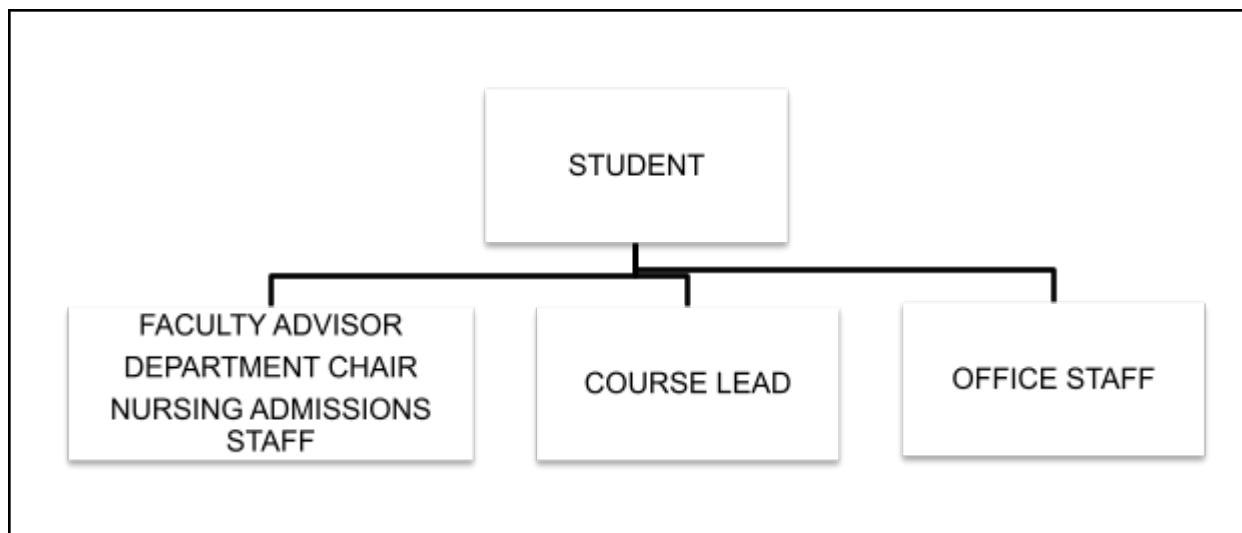 STUDENT
FACULTY ADVISOR
DEPARTMENT CHAIR
NURSING ADMISSIONS
STAFF
COURSE LEAD
OFFICE STAFF